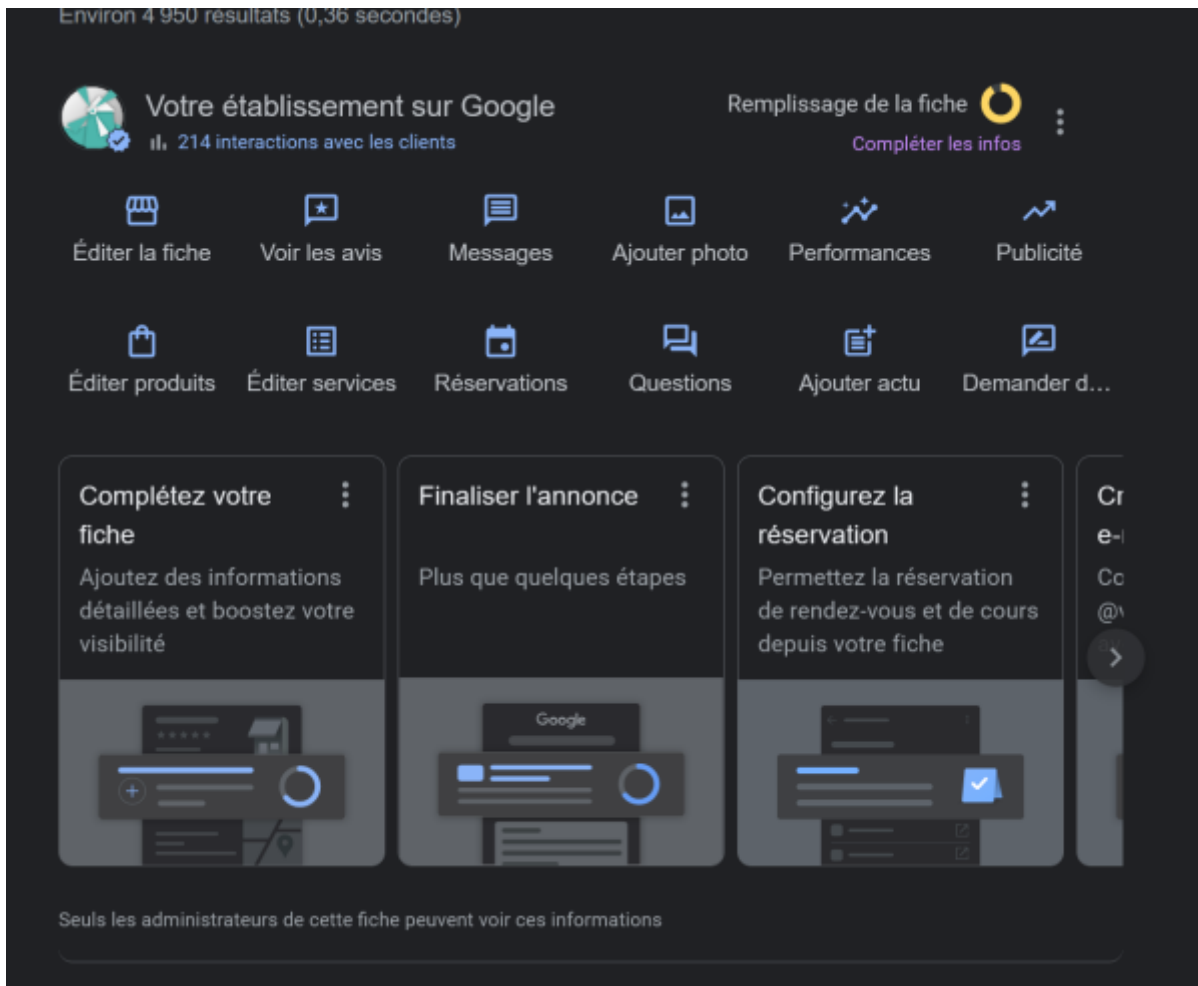 Environ 4 950 résultats (0,36 secondes)
Votre établissement sur Google
214 interactions avec les clients
Remplissage de la fiche
Compléter les infos
Éditer la fiche
Voir les avis
Messages
Ajouter photo
Performances
Publicité
Éditer produits
Éditer services
Réservations
Questions
Ajouter actu
Demander d...
Complétez votre
fiche
Ajoutez des informations
détaillées et boostez votre
visibilité
Finaliser l'annonce
Plus que quelques étapes
Google
Configurez la
réservation
Permettez la réservation
de rendez-vous et de cours
depuis votre fiche
Cr
e-
Co
@
Seuls les administrateurs de cette fiche peuvent voir ces informations